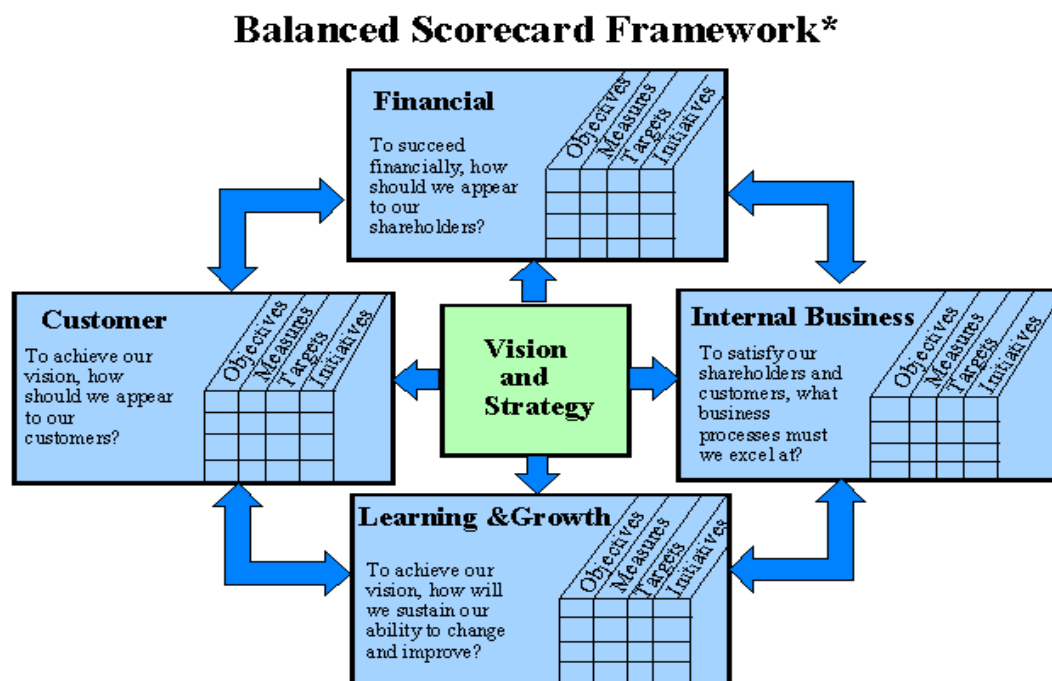 Balanced Scorecard Framework*
Financial
To succeed
financially, how
should we appear
to our
shareholders?
Objectives
Measures
Targets
Initiatives
Customer
To achieve our
vision, how
should we appear
to our
customers?
Objectives
Measures
Targets
Initiatives
Vision
and
Strategy
Internal Business
To satisfy our
shareholders and
customers, what
business
processes must
we excel at?
Objectives
Measures
Targets
Initiatives
Learning &Growth
To achieve our
vision, how will
we sustain our
ability to change
and improve?
Objectives
Measures
Targets
Initiatives